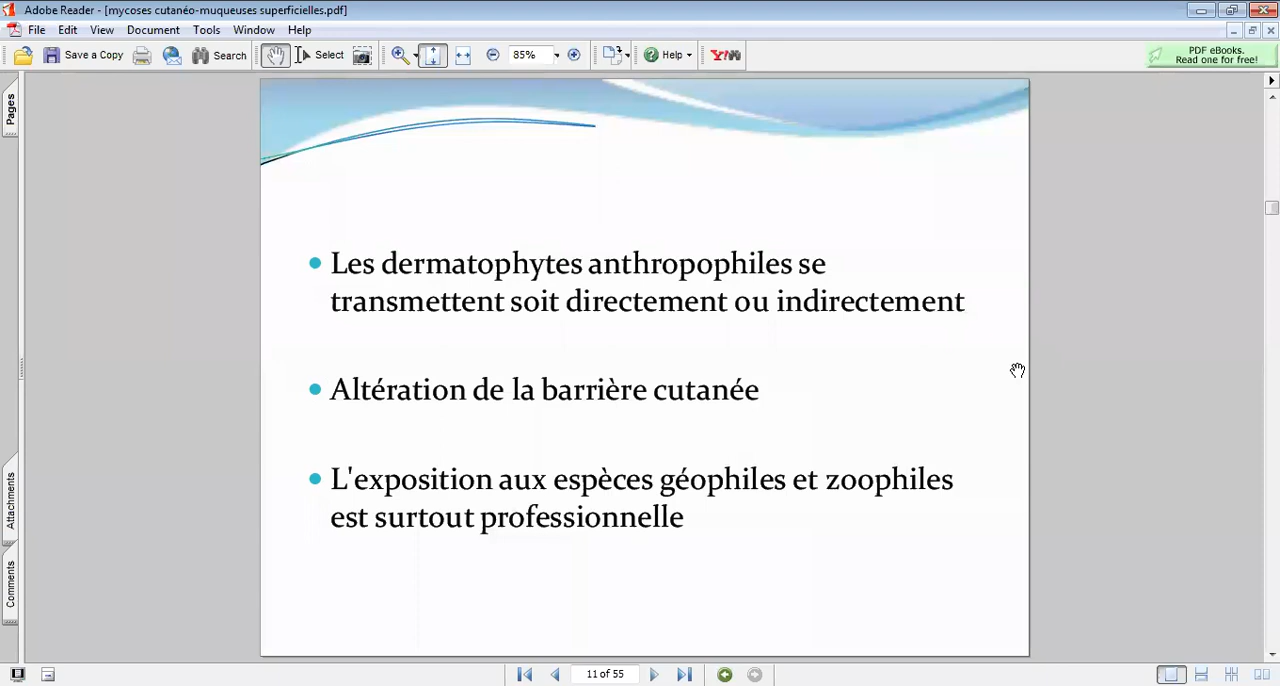 Adobe Reader - [mycoses cutanéo-muqueuses superficielles.pdf]
File Edit View Document Tools Window Help
Save a Copy Search Select 85% Help Y! PDF eBooks.
Read one for free!
Pages
Les dermatophytes anthropophiles se
transmettent soit directement ou indirectement
Altération de la barrière cutanée
L'exposition aux espèces géophiles et zoophiles
est surtout professionnelle
Attachments
Comments
11 of 55